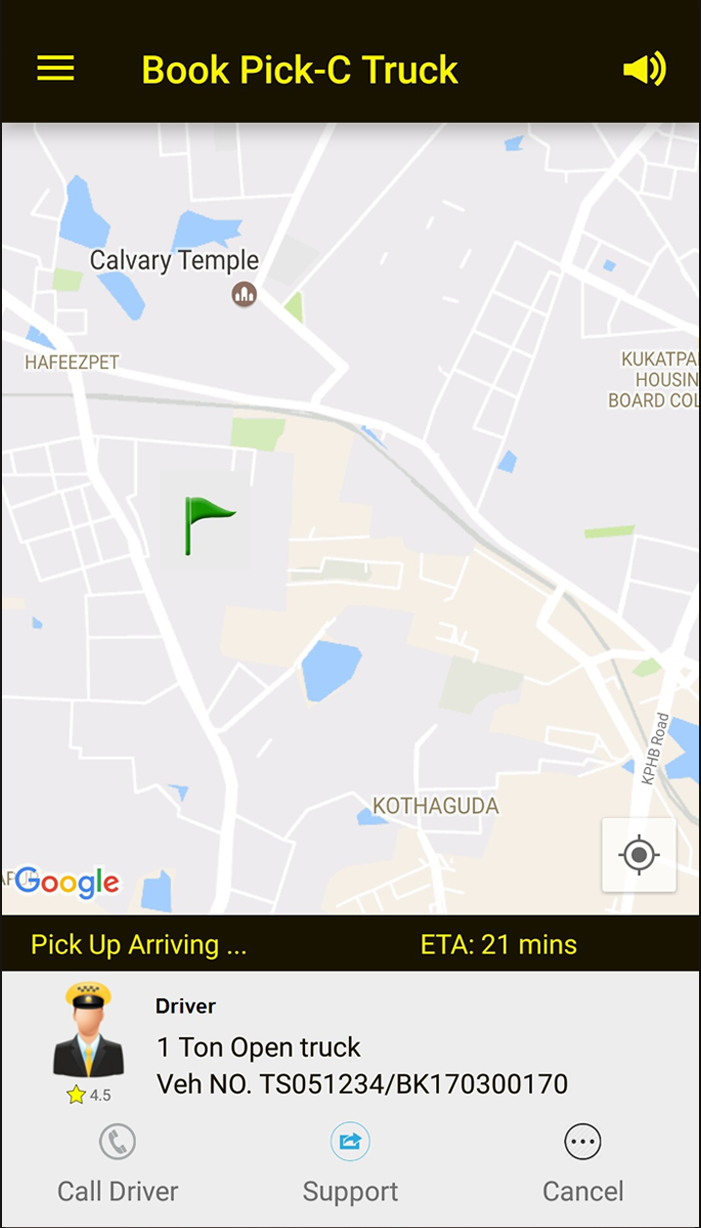 Book Pick-C Truck
Calvary Temple
HAFEEZPET
KUKATPA
HOUSIN
BOARD COL
KPHB Road
KOTHAGUDA
Google
Pick Up Arriving ... ETA: 21 mins
Driver
1 Ton Open truck
Veh NO. TS051234/BK170300170
4.5
Call Driver Support Cancel